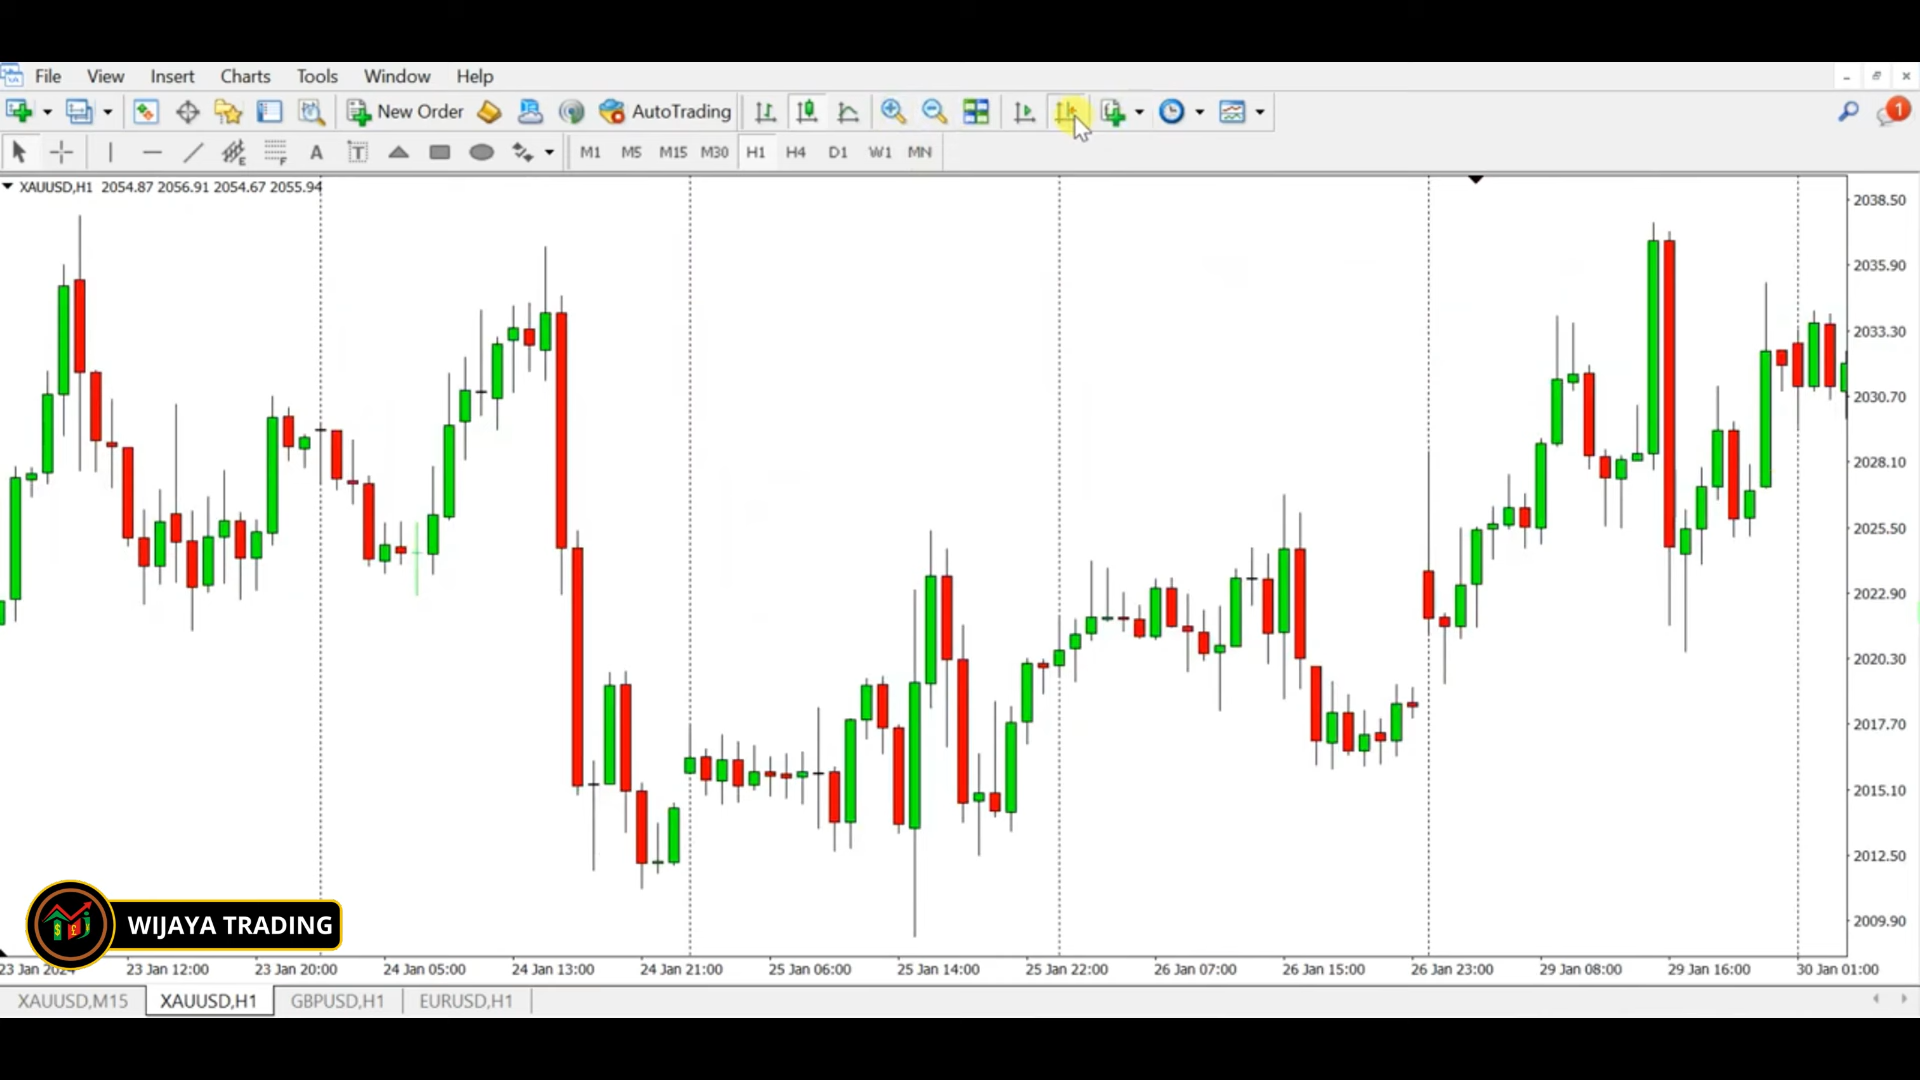 File View Insert Charts Tools Window Help
New Order AutoTrading 1
E F A T M1 M5 M15 M30 H1 H4 D1 W1 MN
XAUUSD,H1 2054.87 2056.91 2054.67 2055.94
2038.50
2035.90
2033.30
2030.70
2028.10
2025.50
2022.90
2020.30
2017.70
2015.10
2012.50
2009.90
WIJAYA TRADING
23 Jan 2024 23 Jan 12:00 23 Jan 20:00 24 Jan 05:00 24 Jan 13:00 24 Jan 21:00 25 Jan 06:00 25 Jan 14:00 25 Jan 22:00 26 Jan 07:00 26 Jan 15:00 26 Jan 23:00 29 Jan 08:00 29 Jan 16:00 30 Jan 01:00
XAUUSD,M15 XAUUSD,H1 GBPUSD,H1 EURUSD,H1